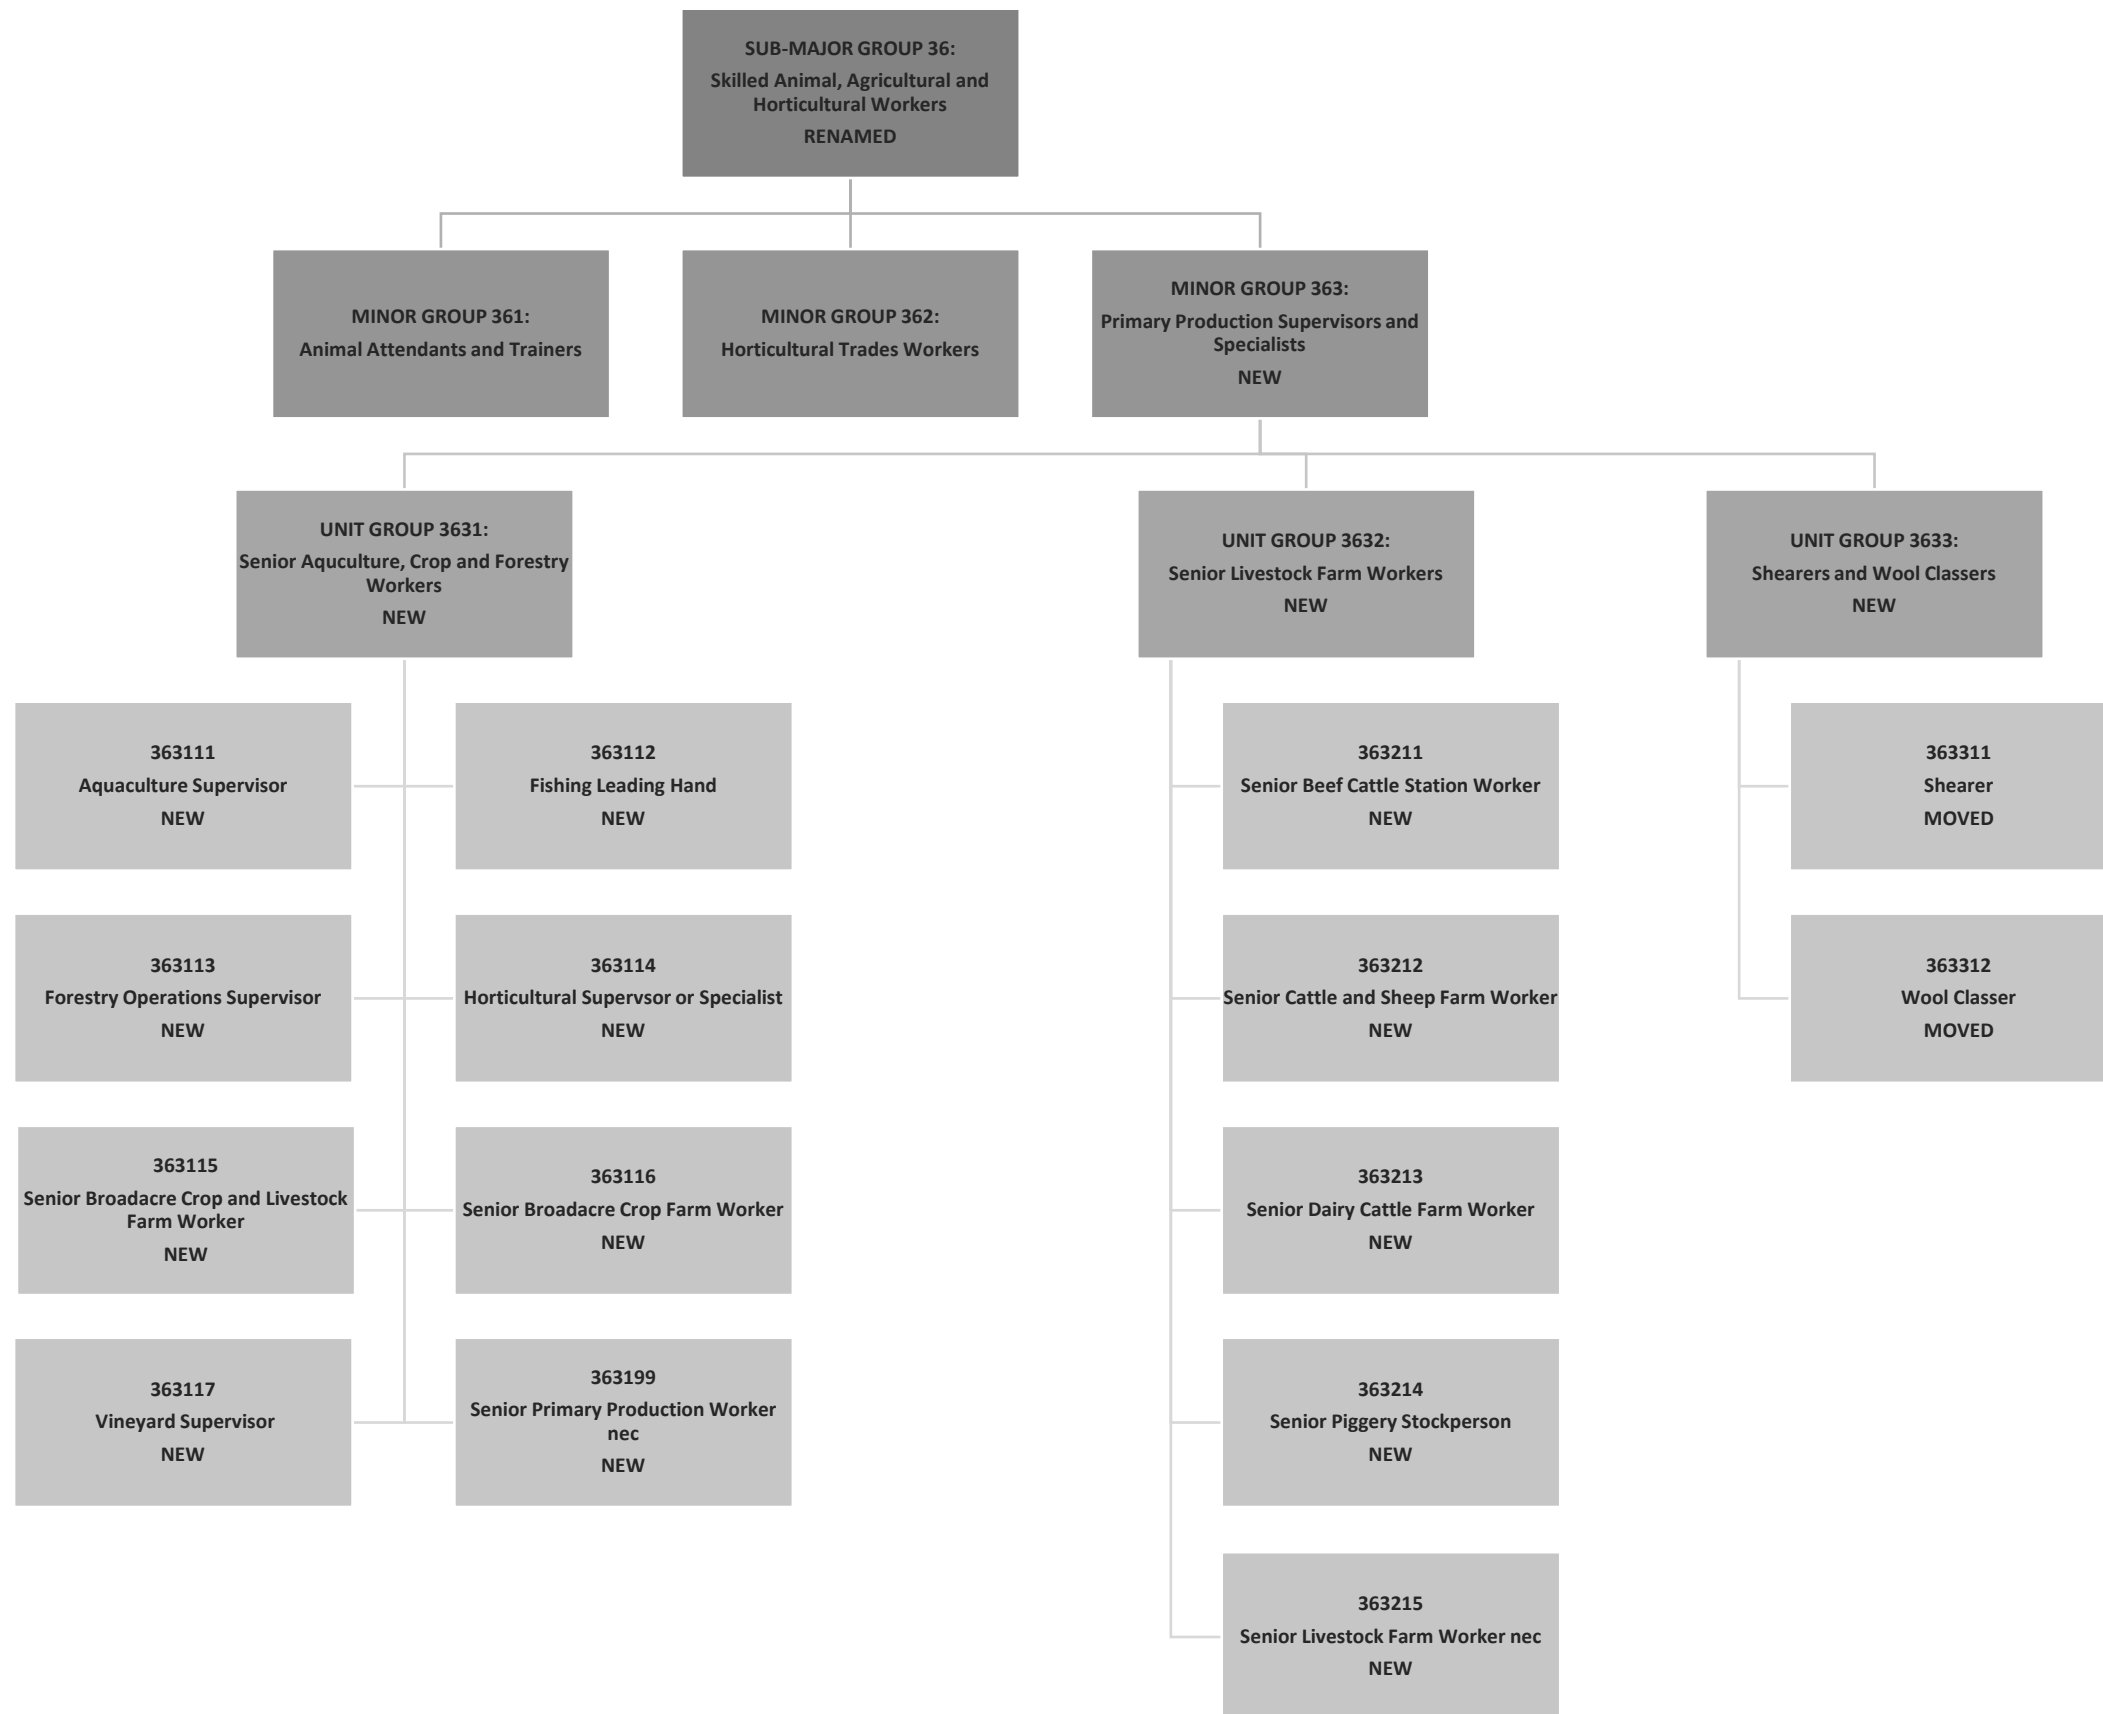 SUB-MAJOR GROUP 36:
Skilled Animal, Agricultural and
Horticultural Workers
RENAMED
MINOR GROUP 361:
Animal Attendants and Trainers
MINOR GROUP 362:
Horticultural Trades Workers
MINOR GROUP 363:
Primary Production Supervisors and
Specialists
NEW
UNIT GROUP 3631:
Senior Aquculture, Crop and Forestry
Workers
NEW
UNIT GROUP 3632:
Senior Livestock Farm Workers
NEW
UNIT GROUP 3633:
Shearers and Wool Classers
NEW
363111
Aquaculture Supervisor
NEW
363112
Fishing Leading Hand
NEW
363113
Forestry Operations Supervisor
NEW
363114
Horticultural Supervsor or Specialist
NEW
363115
Senior Broadacre Crop and Livestock
Farm Worker
NEW
363116
Senior Broadacre Crop Farm Worker
NEW
363117
Vineyard Supervisor
NEW
363199
Senior Primary Production Worker
nec
NEW
363211
Senior Beef Cattle Station Worker
NEW
363212
Senior Cattle and Sheep Farm Worker
NEW
363213
Senior Dairy Cattle Farm Worker
NEW
363214
Senior Piggery Stockperson
NEW
363215
Senior Livestock Farm Worker nec
NEW
363311
Shearer
MOVED
363312
Wool Classer
MOVED